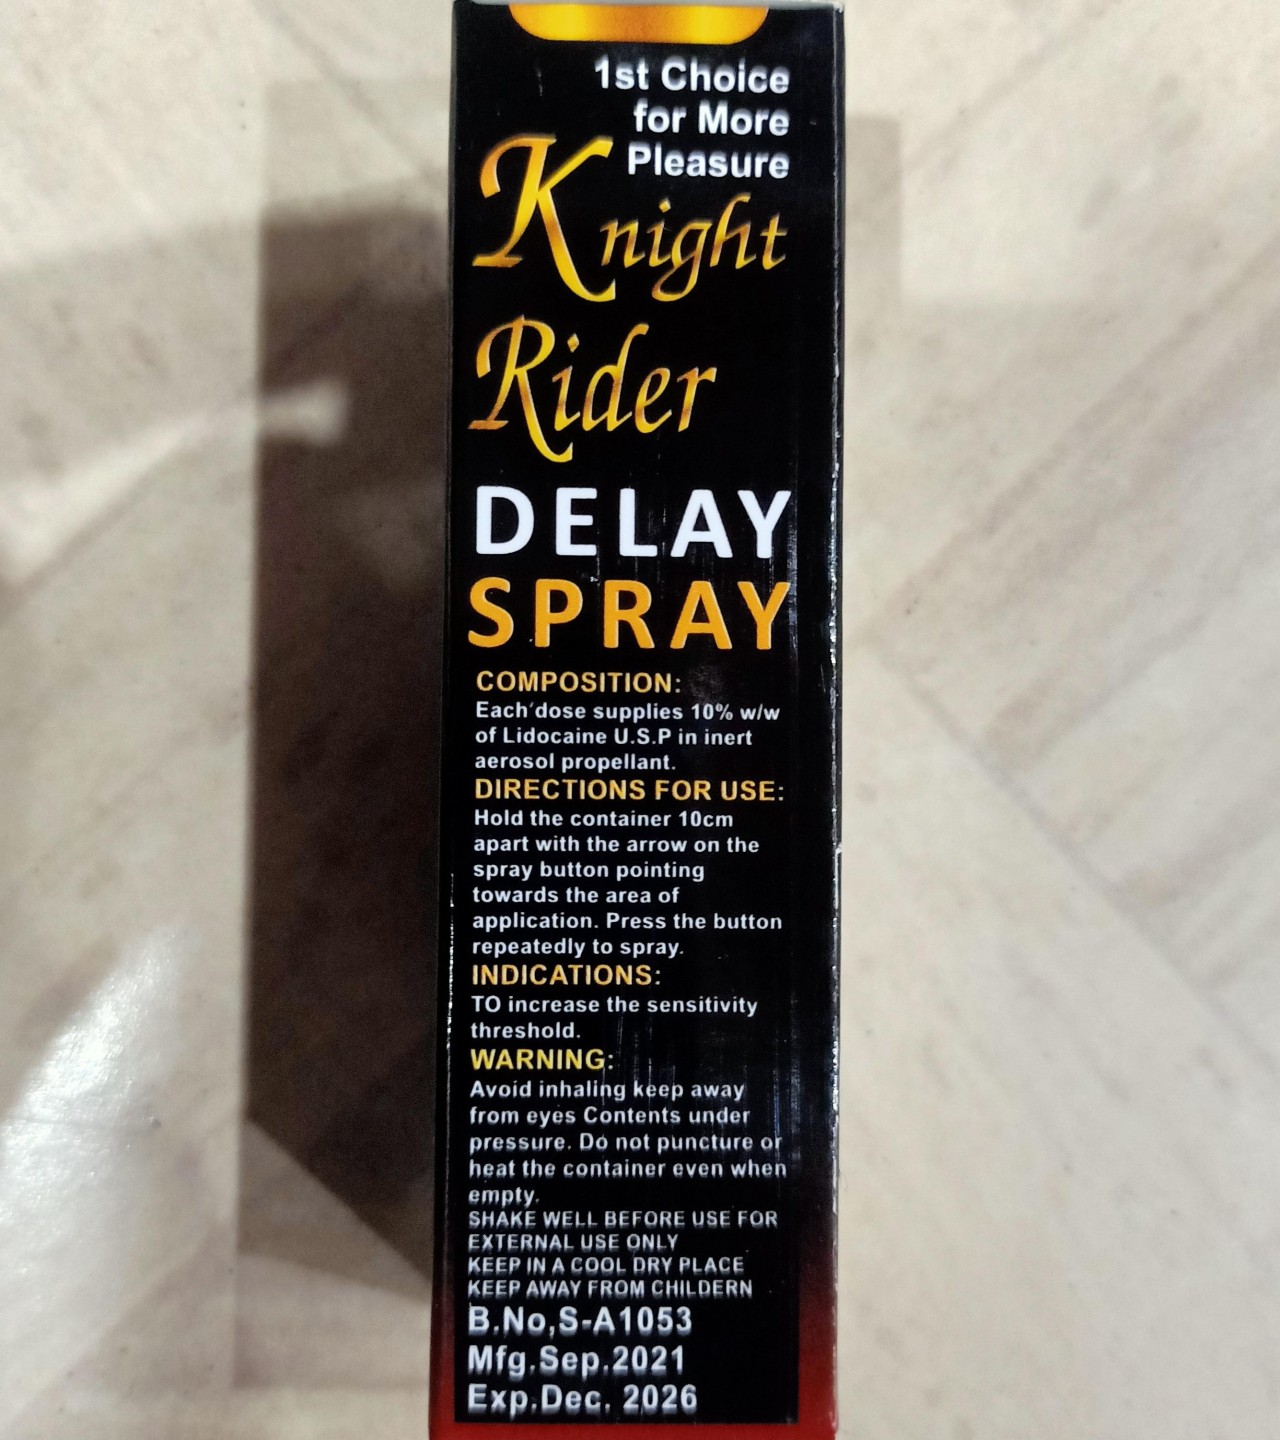 1st Choice
for More
Pleasure
Knight
Rider
DELAY
SPRAY
COMPOSITION:
Each'dose supplies 10% w/w
of Lidocaine U.S.P in inert
aerosol propellant.
DIRECTIONS FOR USE:
Hold the container 10cm
apart with the arrow on the
spray button pointing
towards the area of
application. Press the button
repeatedly to spray.
INDICATIONS:
TO increase the sensitivity
threshold.
WARNING:
Avoid inhaling keep away
from eyes Contents under
pressure. Do not puncture or
heat the container even when
empty.
SHAKE WELL BEFORE USE FOR
EXTERNAL USE ONLY
KEEP IN A COOL DRY PLACE
KEEP AWAY FROM CHILDERN
B.No,S-A1053
Mfg.Sep.2021
Exp.Dec. 2026